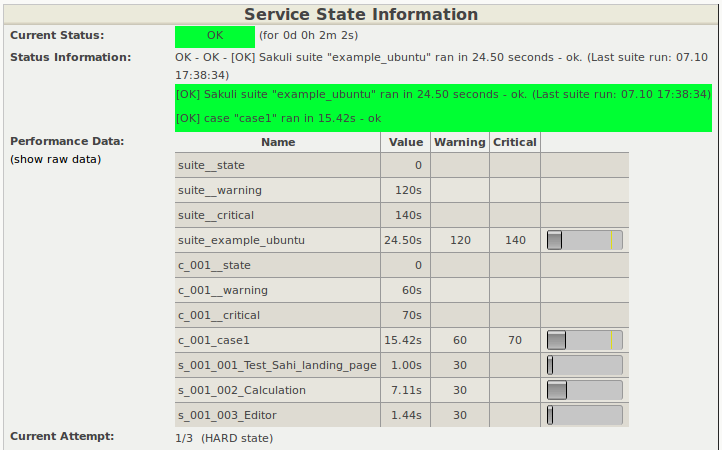 Service State Information
Current Status: OK (for 0d 0h 2m 2s)
Status Information: OK - OK - [OK] Sakuli suite "example_ubuntu" ran in 24.50 seconds - ok. (Last suite run: 07.10
17:38:34)
[OK] Sakuli suite "example_ubuntu" ran in 24.50 seconds - ok. (Last suite run: 07.10 17:38:34)
[OK] case "case1" ran in 15.42s - ok
Performance Data: Name Value Warning Critical
(show raw data)
suite__state 0
suite__warning 120s
suite__critical 140s
suite_example_ubuntu 24.50s 120 140
c_001__state 0
c_001__warning 60s
c_001__critical 70s
c_001_case1 15.42s 60 70
s_001_001_Test_Sahi_landing_page 1.00s 30
s_001_002_Calculation 7.11s 30
s_001_003_Editor 1.44s 30
Current Attempt: 1/3 (HARD state)